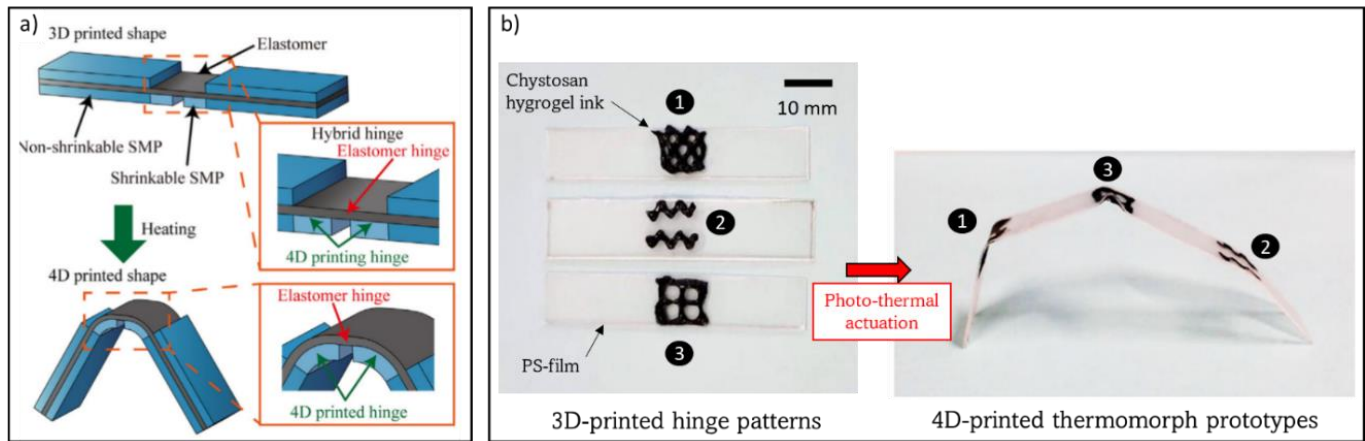 a)
3D printed shape
Elastomer
Non-shrinkable SMP
Shrinkable SMP
Hybrid hinge
Elastomer hinge
4D printing hinge
Heating
4D printed shape
Elastomer hinge
4D printed hinge
b)
Chystosan
hygrogel ink
1
10 mm
2
PS-film
3
3D-printed hinge patterns
Photo-thermal
actuation
1
3
2
4D-printed thermomorph prototypes